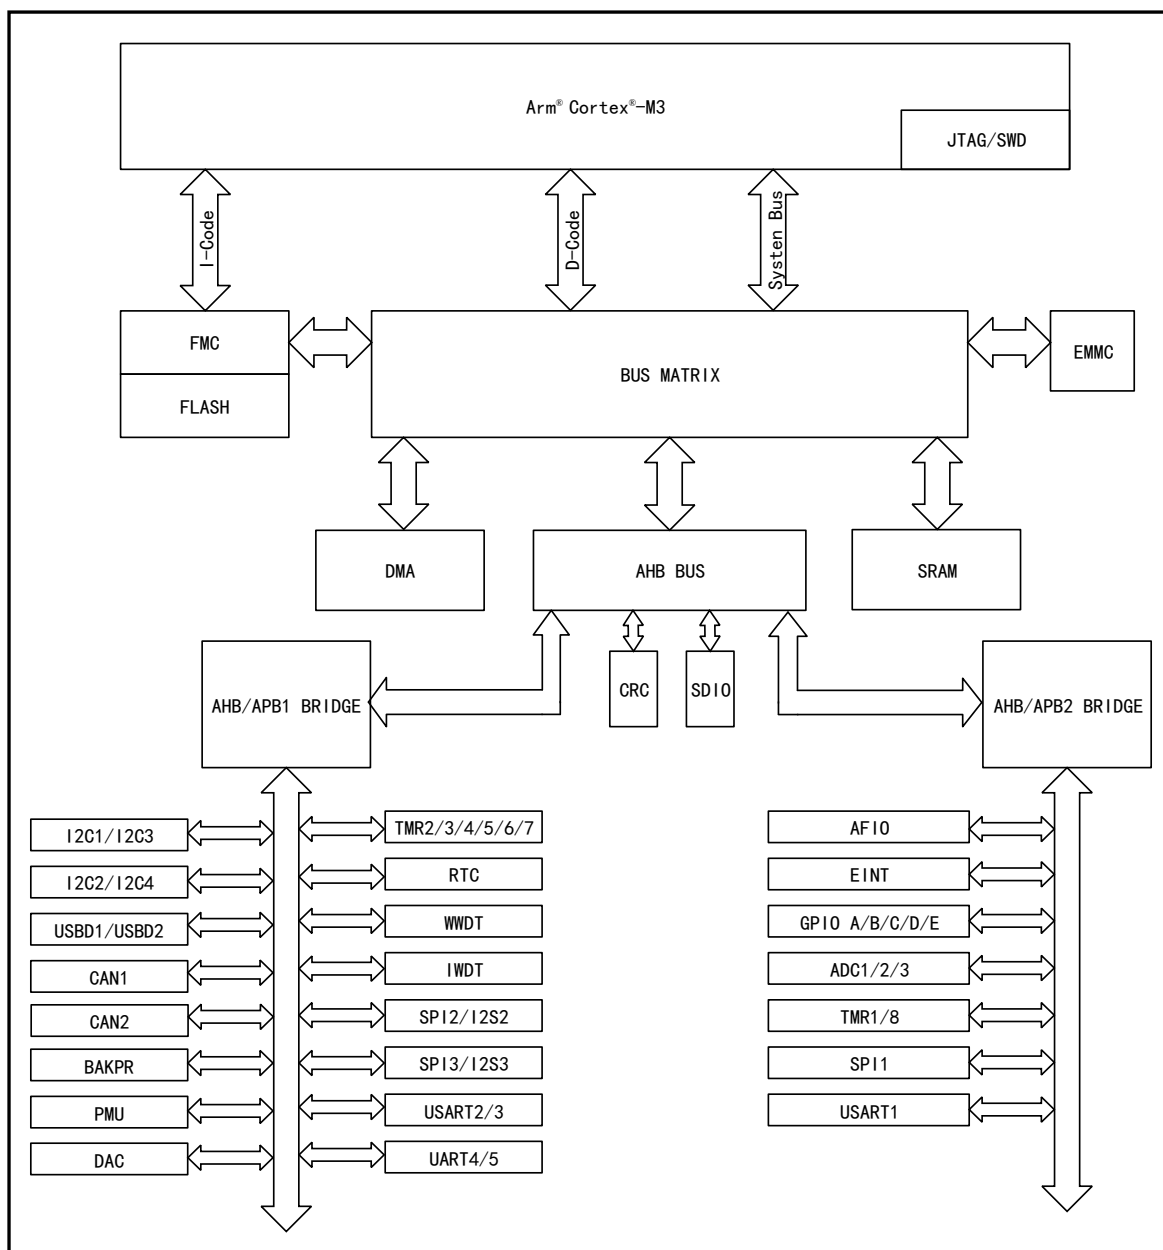 Arm® Cortex®-M3
JTAG/SWD
I-Code
D-Code
Systen Bus
FMC
FLASH
BUS MATRIX
EMMC
DMA
AHB BUS
SRAM
AHB/APB1 BRIDGE
CRC
SDIO
AHB/APB2 BRIDGE
I2C1/I2C3
I2C2/I2C4
USBD1/USBD2
CAN1
CAN2
BAKPR
PMU
DAC
TMR2/3/4/5/6/7
RTC
WWDT
IWDT
SPI2/I2S2
SPI3/I2S3
USART2/3
UART4/5
AFIO
EINT
GPIO A/B/C/D/E
ADC1/2/3
TMR1/8
SPI1
USART1